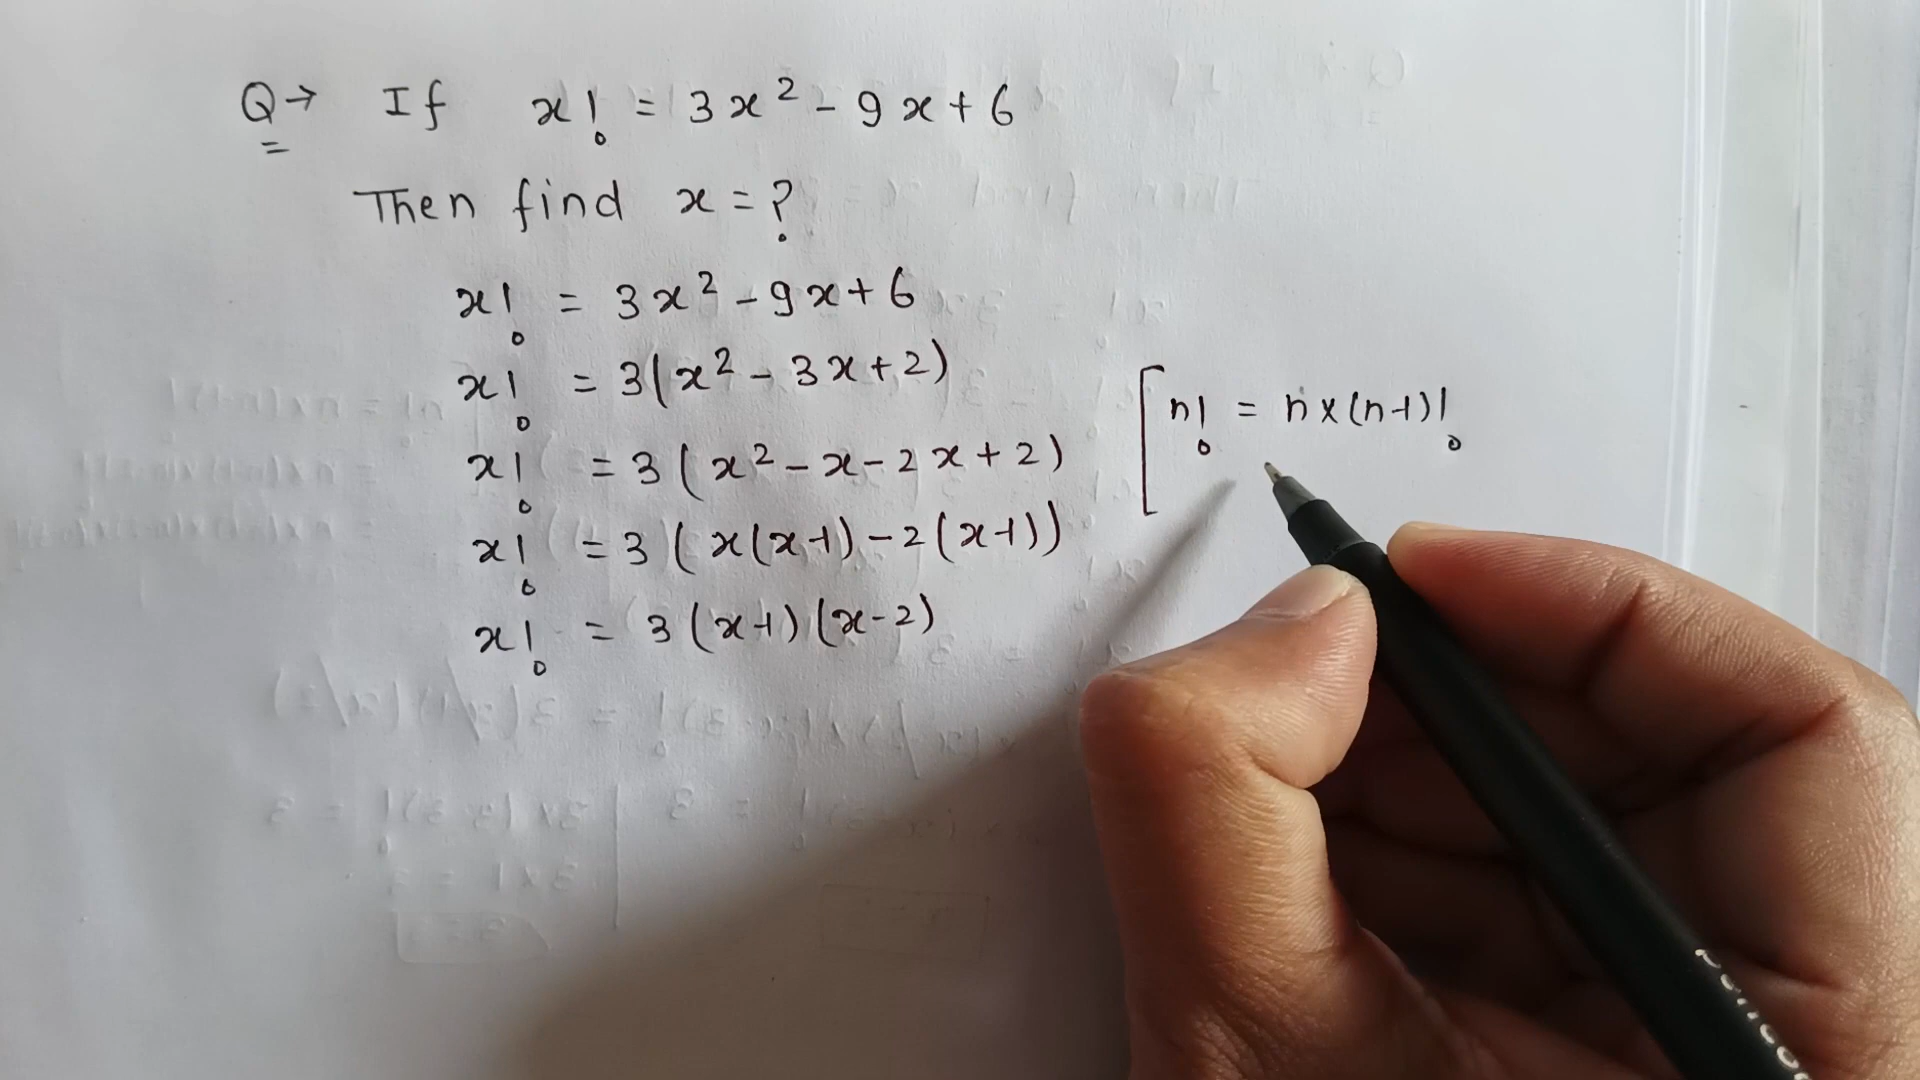 Q→ If x! = 3x² - 9x + 6
Then find x = ?
x! = 3x² - 9x + 6
x! = 3(x² - 3x + 2)
x! = 3(x² - x - 2x + 2)
x! = 3(x(x-1) - 2(x-1))
x! = 3(x-1)(x-2)
[n! = n×(n-1)!